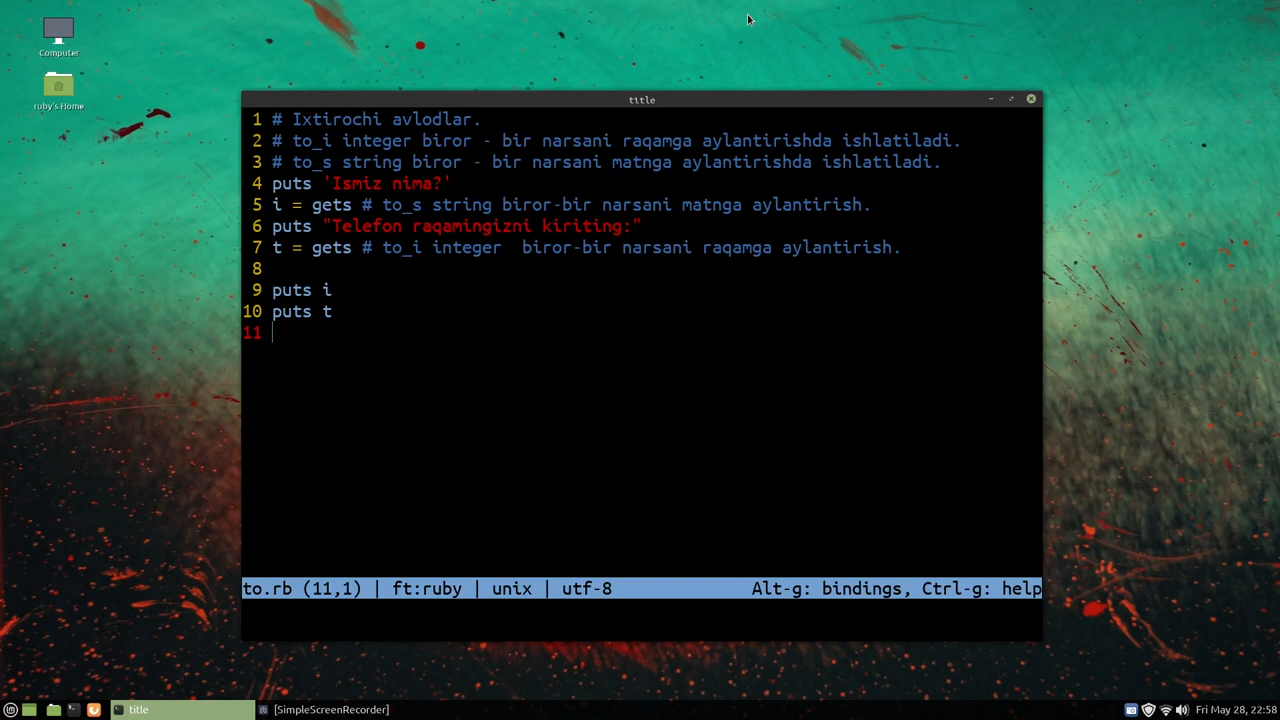 Computer
ruby's Home
tttle
1 # Ixtirochi avlodlar.
2 # to_i integer biror - bir narsani raqamga aylantirishda ishlatiladi.
3 # to_s string biror - bir narsani matnga aylantirishda ishlatiladi.
4 puts 'Ismiz nima?'
5 i = gets # to_s string biror-bir narsani matnga aylantirish.
6 puts "Telefon raqamingizni kiriting:"
7 t = gets # to_i integer  biror-bir narsani raqamga aylantirish.
8
9 puts i
10 puts t
11
to.rb (11,1) | ft:ruby | unix | utf-8 Alt-g: bindings, Ctrl-g: help
title [SimpleScreenRecorder] Fri May 28, 22:58